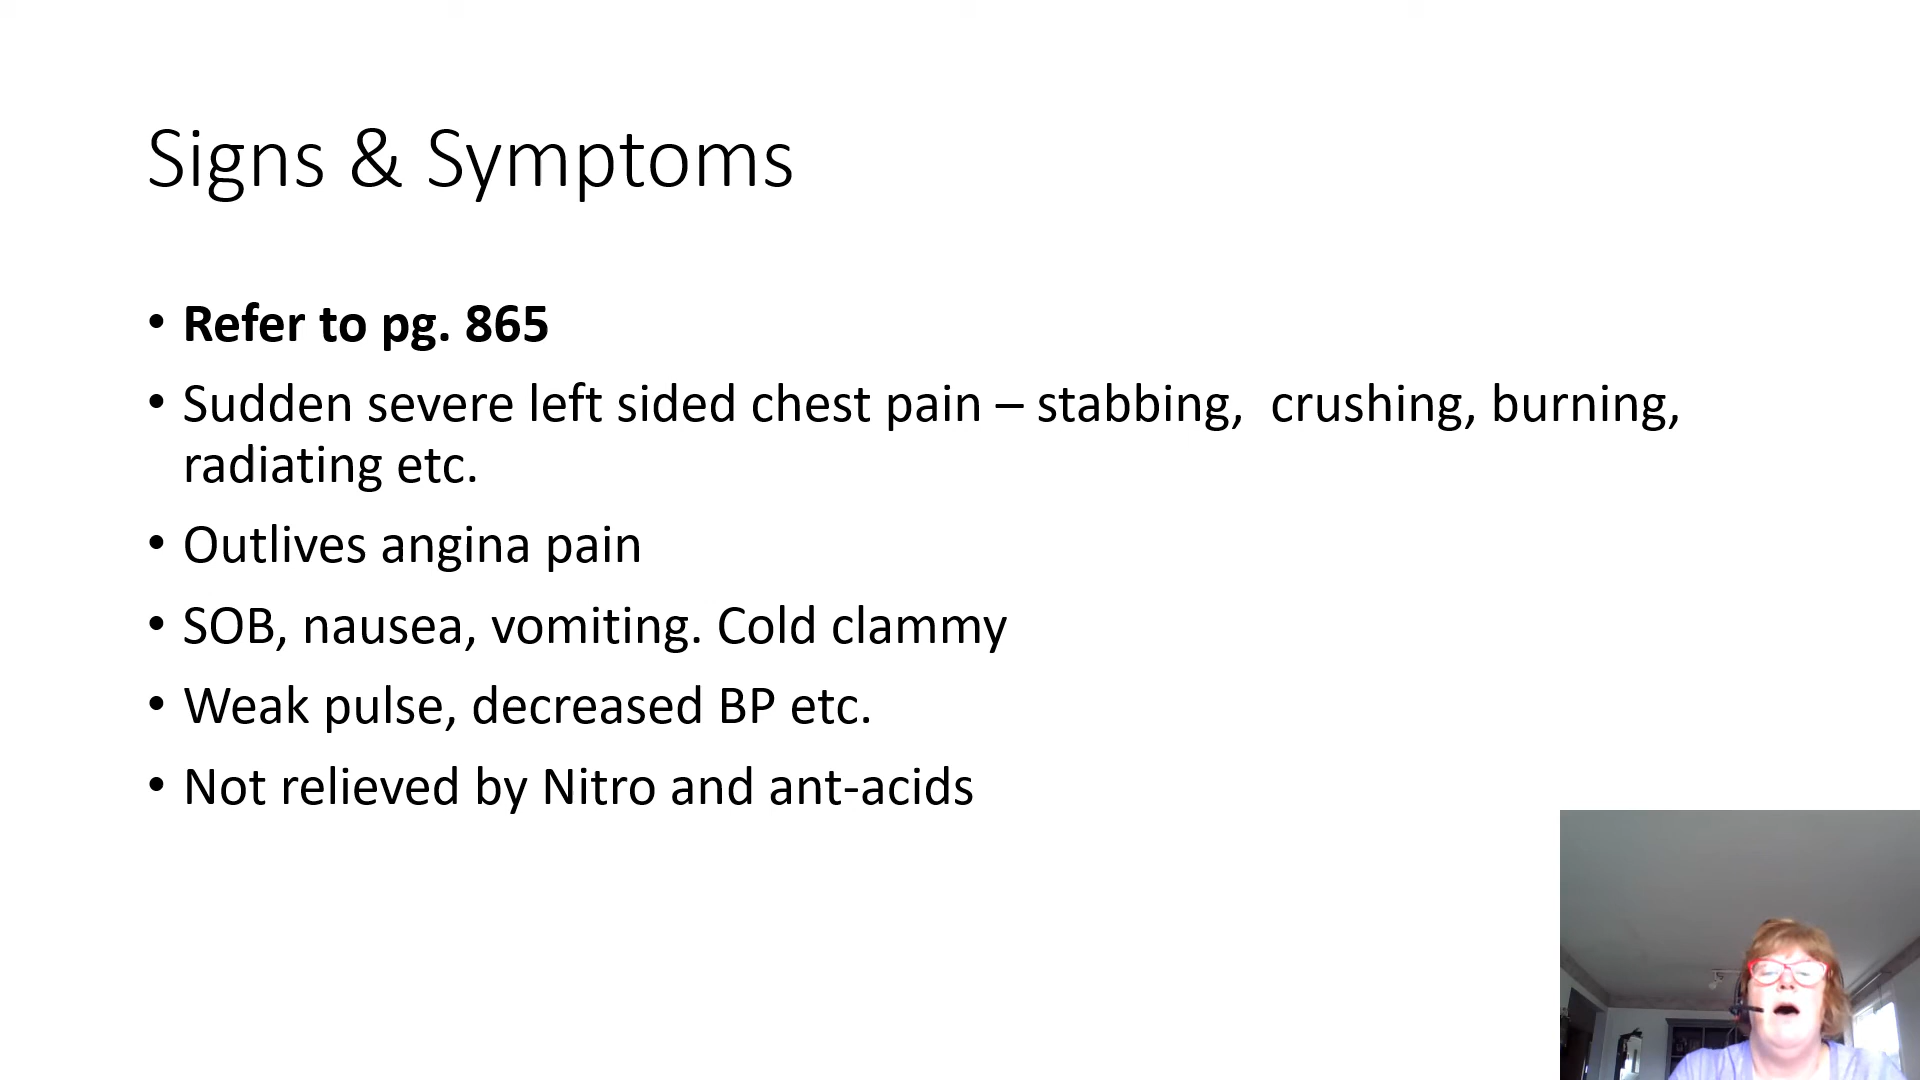 Signs & Symptoms
• Refer to pg. 865
• Sudden severe left sided chest pain – stabbing,  crushing, burning,
radiating etc.
• Outlives angina pain
• SOB, nausea, vomiting. Cold clammy
• Weak pulse, decreased BP etc.
• Not relieved by Nitro and ant-acids